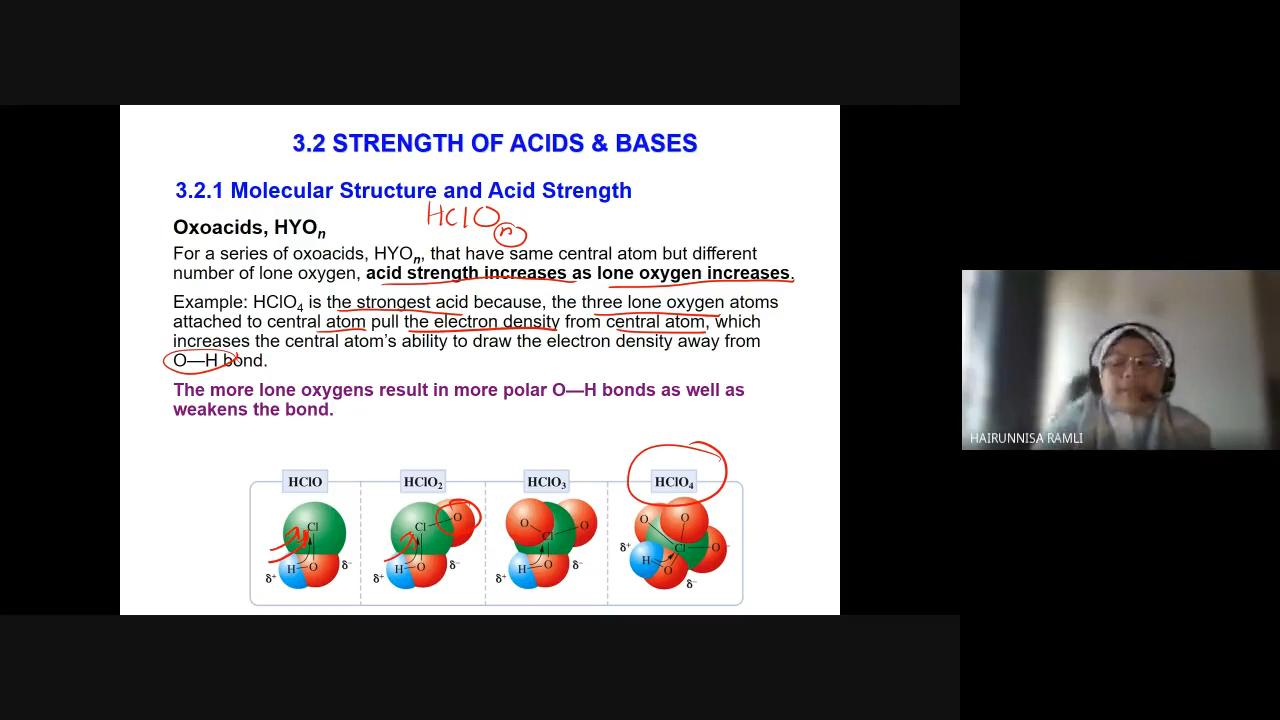 3.2 STRENGTH OF ACIDS & BASES
3.2.1 Molecular Structure and Acid Strength
HClOn
Oxoacids, HYOn
For a series of oxoacids, HYOn, that have same central atom but different
number of lone oxygen, acid strength increases as lone oxygen increases.
Example: HClO4 is the strongest acid because, the three lone oxygen atoms
attached to central atom pull the electron density from central atom, which
increases the central atom's ability to draw the electron density away from
O—H bond.
The more lone oxygens result in more polar O—H bonds as well as
weakens the bond.
HClO HClO2 HClO3 HClO4
Cl H O δ+ δ-
Cl O H O δ+ δ-
O Cl O H O δ+ δ-
O O Cl O H O δ+ δ-
HAIRUNNISA RAMLI